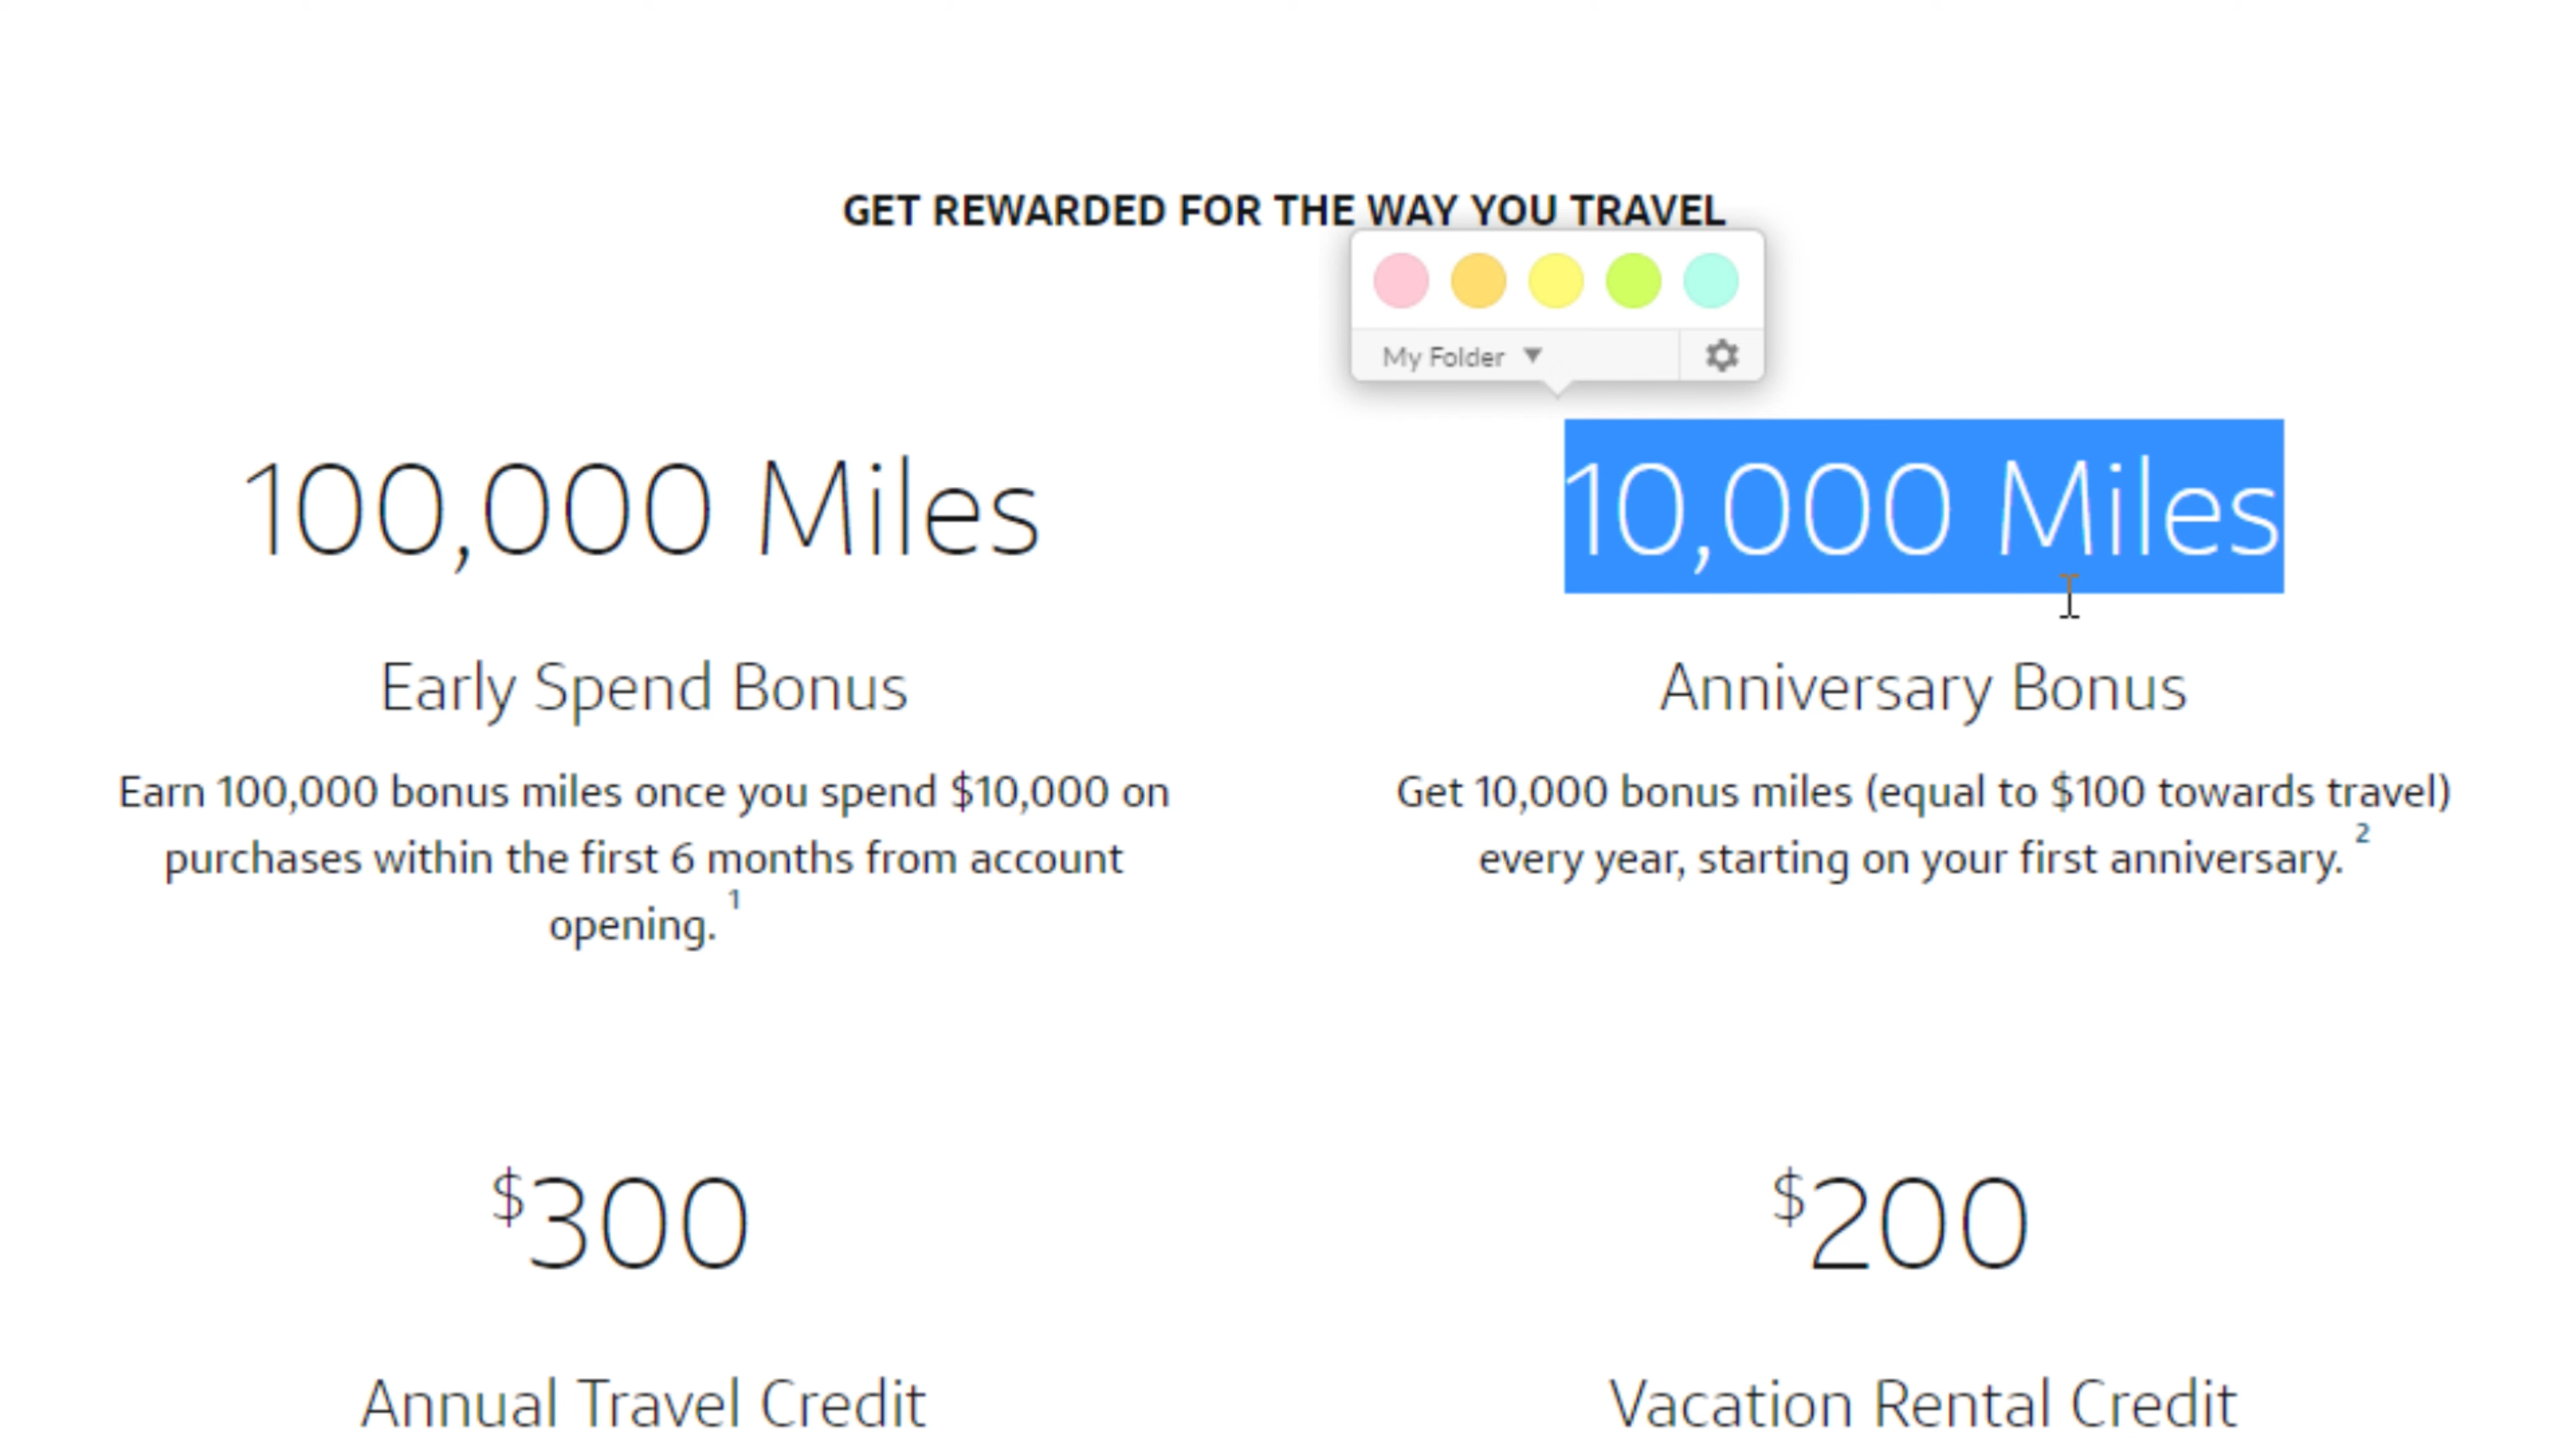 GET REWARDED FOR THE WAY YOU TRAVEL
My Folder
100,000 Miles
Early Spend Bonus
Earn 100,000 bonus miles once you spend $10,000 on
purchases within the first 6 months from account
opening. 1
10,000 Miles
Anniversary Bonus
Get 10,000 bonus miles (equal to $100 towards travel)
every year, starting on your first anniversary. 2
$300
Annual Travel Credit
$200
Vacation Rental Credit